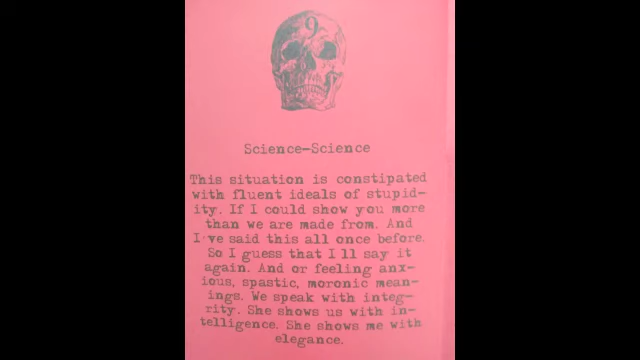 9
Science-Science
This situation is constipated
with fluent ideals of stupid-
ity. If I could show you more
than we are made from. And
I've said this all once before.
So I guess that I'll say it
again. And or feeling anx-
ious, spastic, moronic mean-
ings. We speak with integ-
rity. She shows us with in-
telligence. She shows me with
elegance.